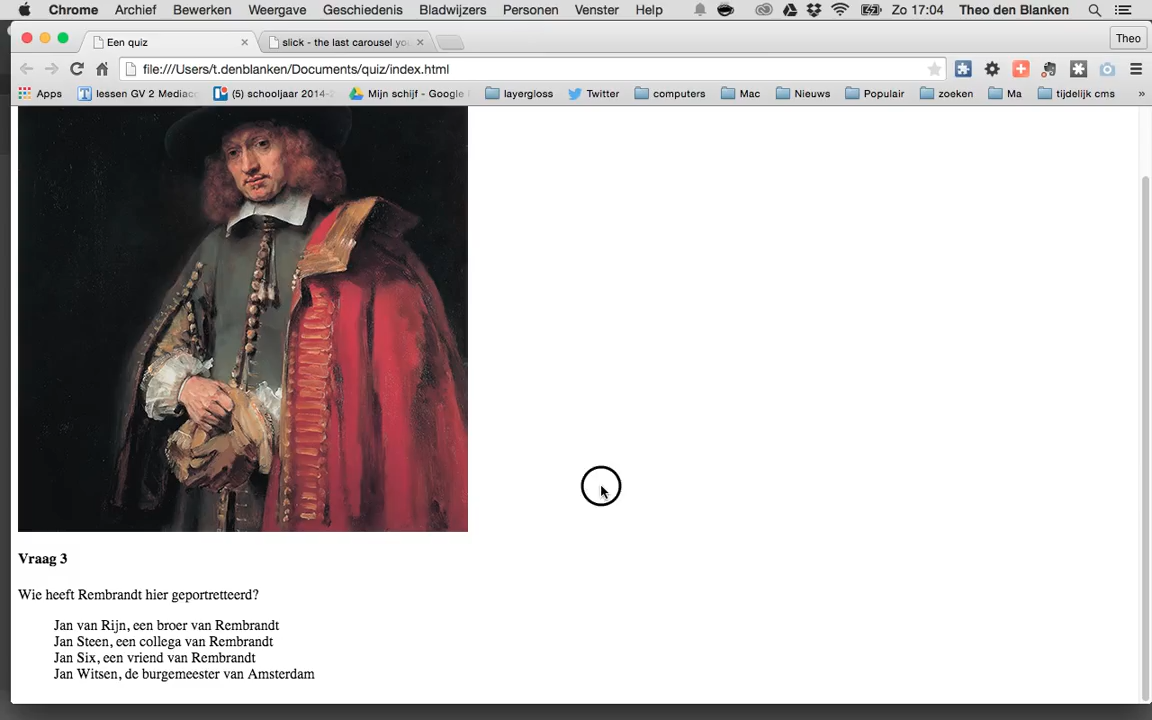 Chrome Archief Bewerken Weergave Geschiedenis Bladwijzers Personen Venster Help Zo 17:04 Theo den Blanken
Een quiz slick - the last carousel yo Theo
file:///Users/t.denblanken/Documents/quiz/index.html
Apps lessen GV 2 Mediac (5) schooljaar 2014-2 Mijn schijf - Google layergloss Twitter computers Mac Nieuws Populair zoeken Ma tijdelijk cms »
Vraag 3
Wie heeft Rembrandt hier geportretteerd?
Jan van Rijn, een broer van Rembrandt
Jan Steen, een collega van Rembrandt
Jan Six, een vriend van Rembrandt
Jan Witsen, de burgemeester van Amsterdam